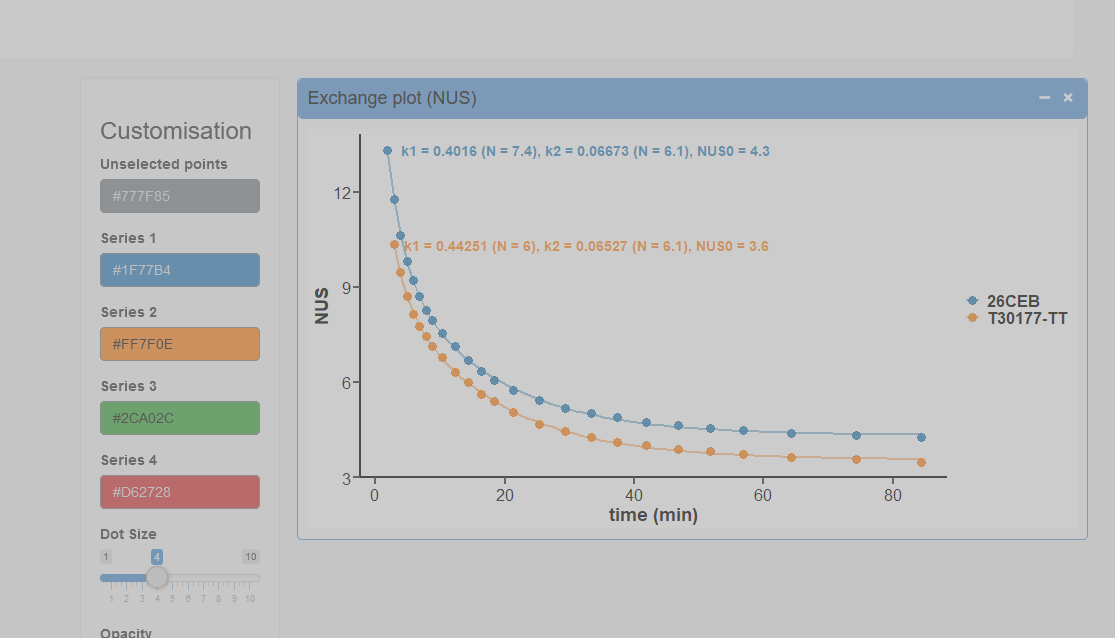 Customisation
Unselected points
#777F85
Series 1
#1F77B4
Series 2
#FF7F0E
Series 3
#2CA02C
Series 4
#D62728
Dot Size
1 4 10
1 2 3 4 5 6 7 8 9 10
Opacity
Exchange plot (NUS)
k1 = 0.4016 (N = 7.4), k2 = 0.06673 (N = 6.1), NUS0 = 4.3
k1 = 0.44251 (N = 6), k2 = 0.06527 (N = 6.1), NUS0 = 3.6
NUS
12
9
6
3
0 20 40 60 80
time (min)
26CEB
T30177-TT